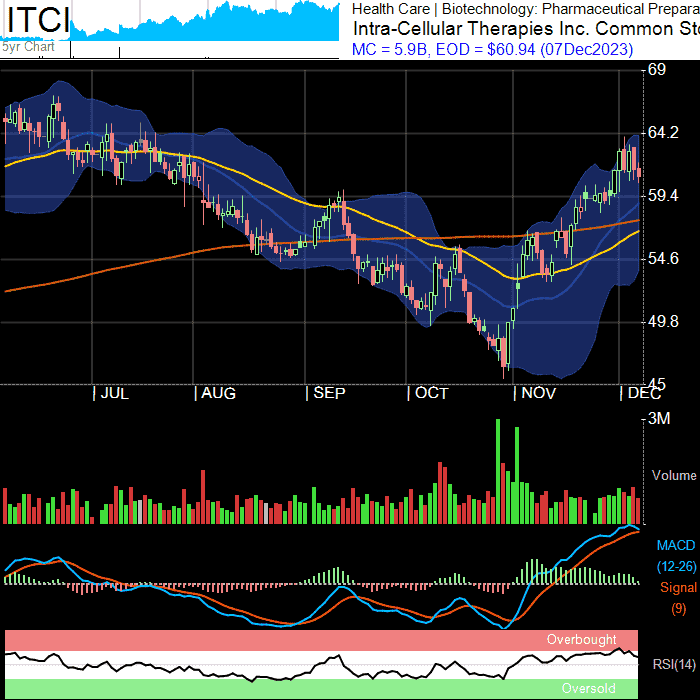 ITCI
5yr Chart
Health Care | Biotechnology: Pharmaceutical Prepara
Intra-Cellular Therapies Inc. Common Sto
MC = 5.9B, EOD = $60.94 (07Dec2023)
69
64.2
59.4
54.6
49.8
45
JUL AUG SEP OCT NOV DEC
3M
Volume
MACD
(12-26)
Signal
(9)
Overbought
RSI(14)
Oversold